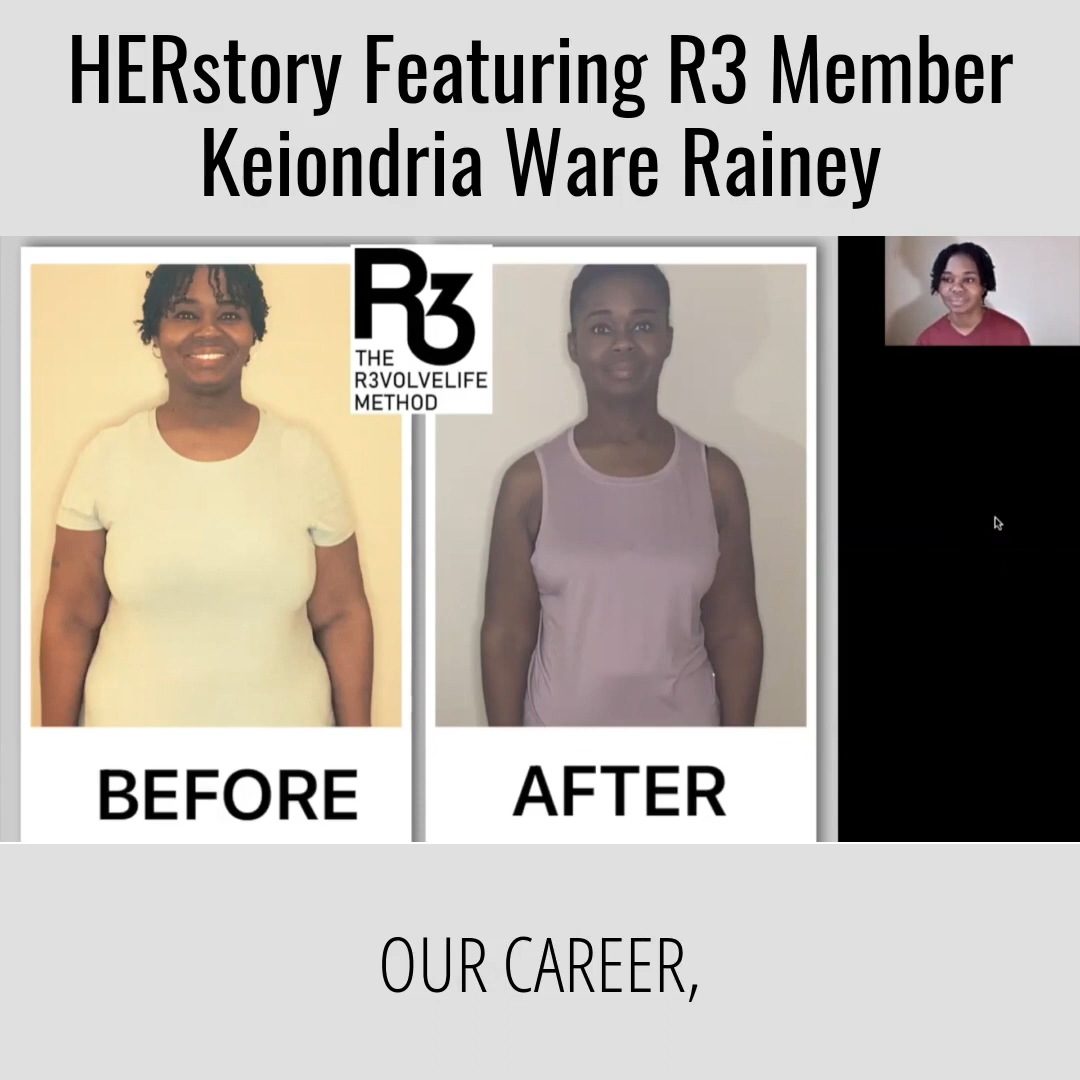 HERstory Featuring R3 Member
Keiondria Ware Rainey
R3
THE
R3VOLVELIFE
METHOD
BEFORE
AFTER
OUR CAREER,